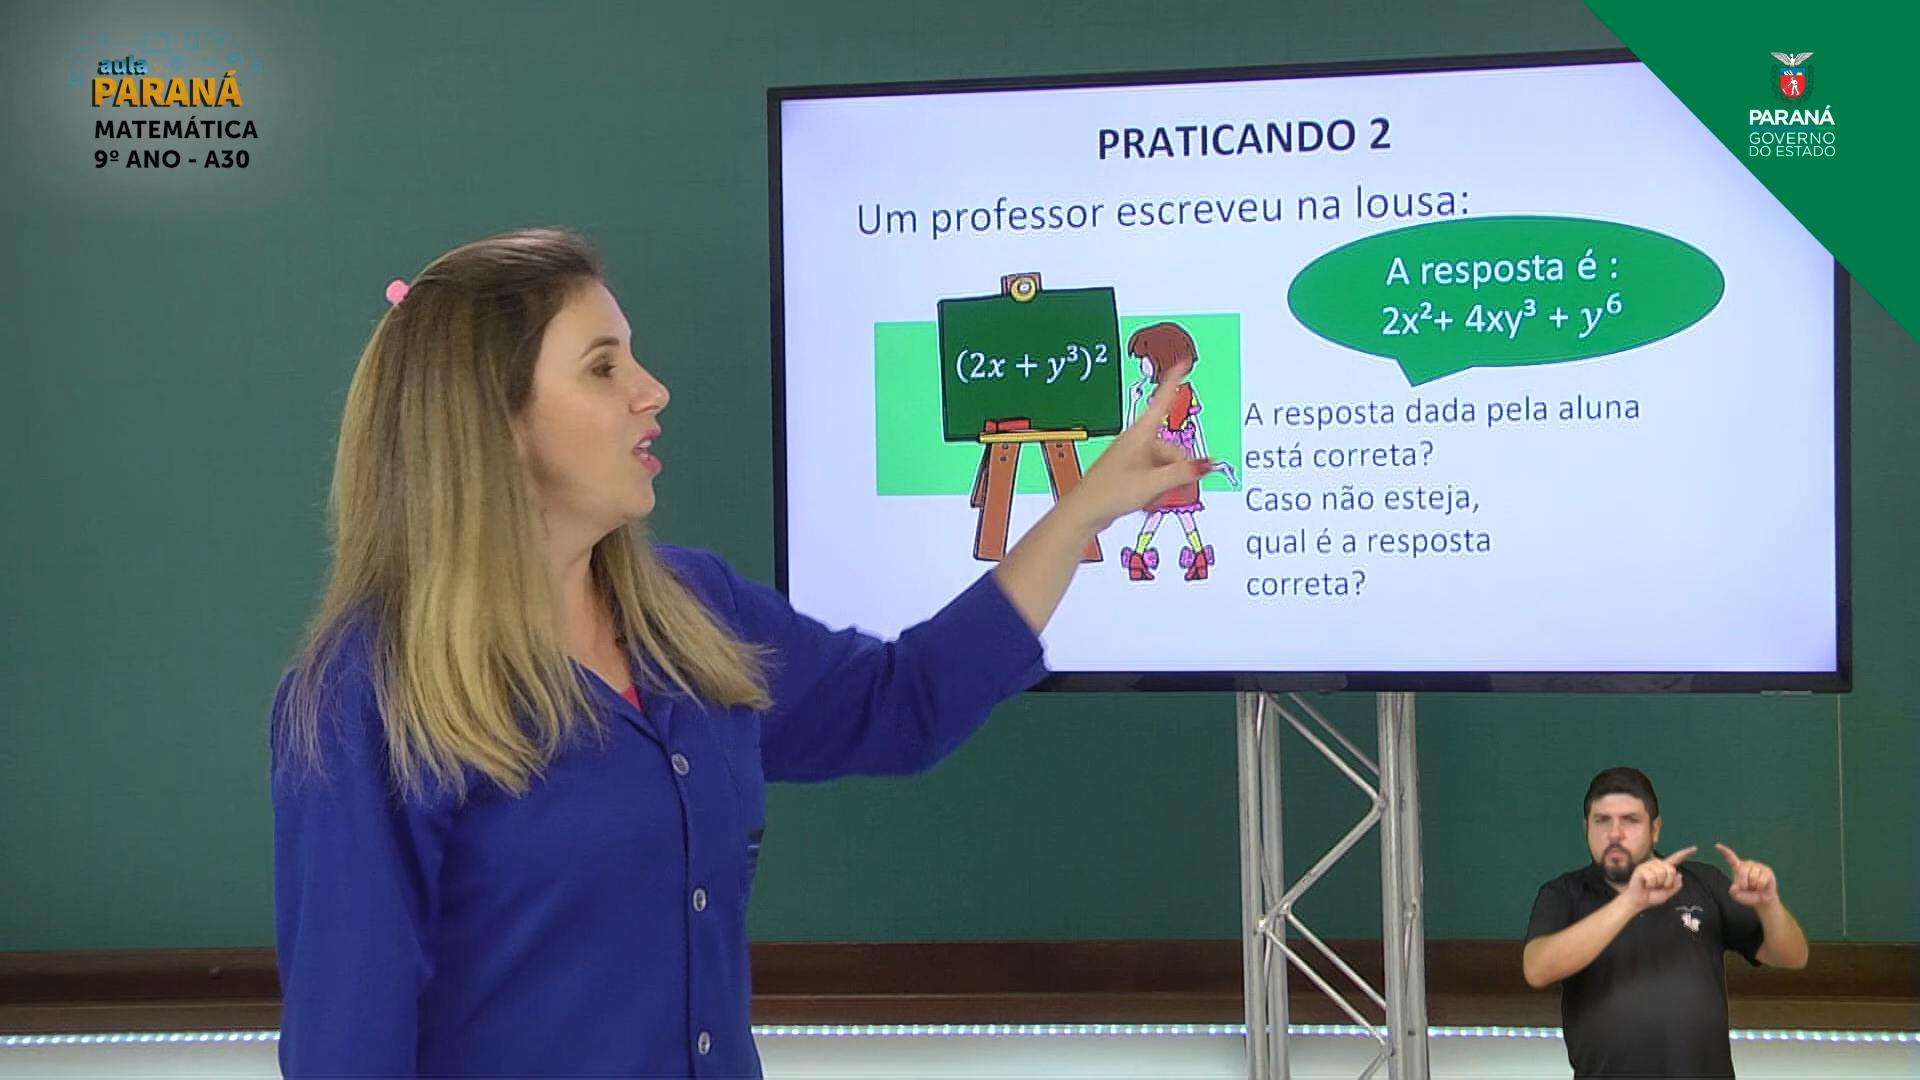 aula
PARANÁ
MATEMÁTICA
9º ANO - A30
PARANÁ
GOVERNO
DO ESTADO
PRATICANDO 2
Um professor escreveu na lousa:
A resposta é :
2x²+ 4xy³ + y⁶
(2x + y³)²
A resposta dada pela aluna
está correta?
Caso não esteja,
qual é a resposta
correta?